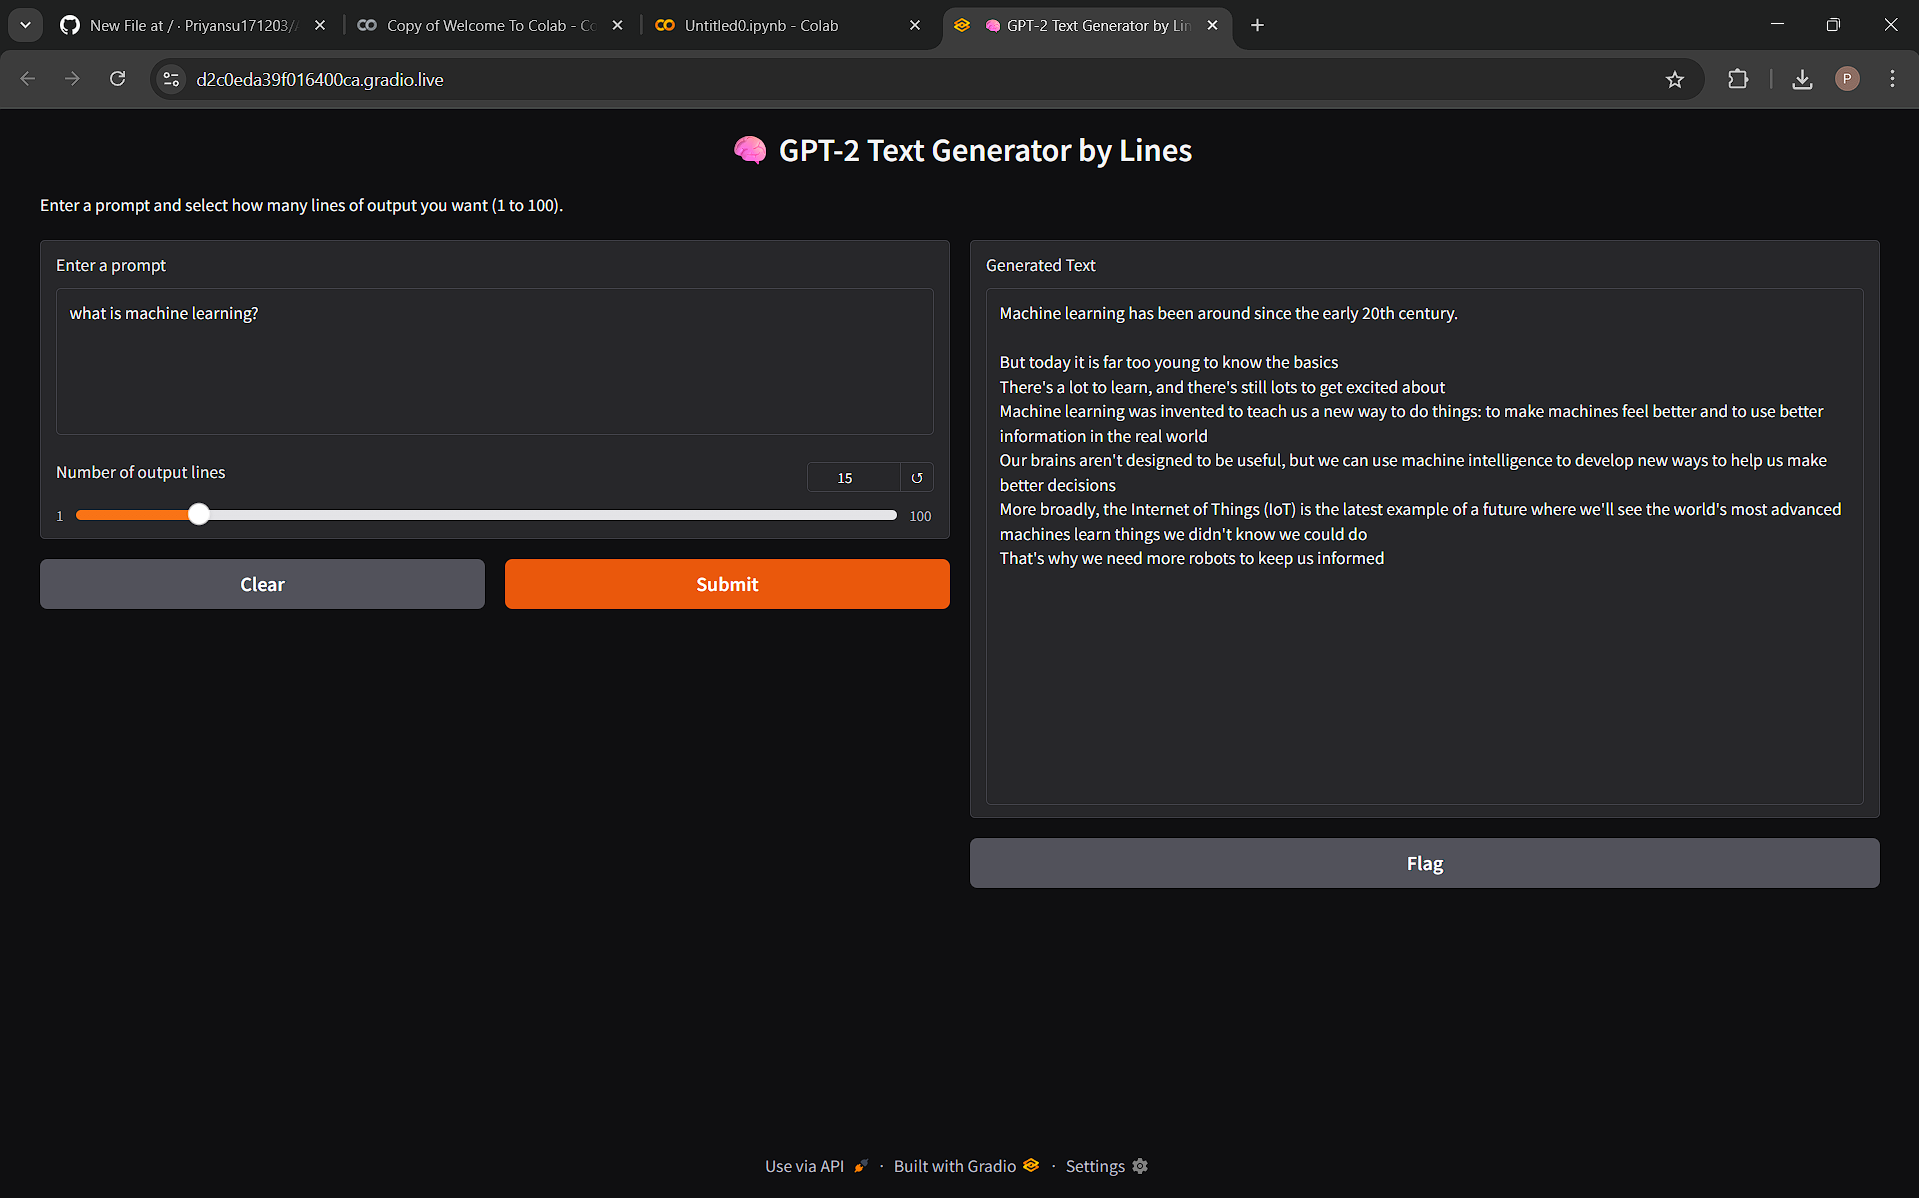 New File at / · Priyansu171203/
Copy of Welcome To Colab - Co
Untitled0.ipynb - Colab
GPT-2 Text Generator by Lin
d2c0eda39f016400ca.gradio.live
P
GPT-2 Text Generator by Lines
Enter a prompt and select how many lines of output you want (1 to 100).
Enter a prompt
what is machine learning?
Number of output lines
15
1
100
Clear
Submit
Generated Text
Machine learning has been around since the early 20th century.
But today it is far too young to know the basics
There's a lot to learn, and there's still lots to get excited about
Machine learning was invented to teach us a new way to do things: to make machines feel better and to use better
information in the real world
Our brains aren't designed to be useful, but we can use machine intelligence to develop new ways to help us make
better decisions
More broadly, the Internet of Things (IoT) is the latest example of a future where we'll see the world's most advanced
machines learn things we didn't know we could do
That's why we need more robots to keep us informed
Flag
Use via API · Built with Gradio · Settings